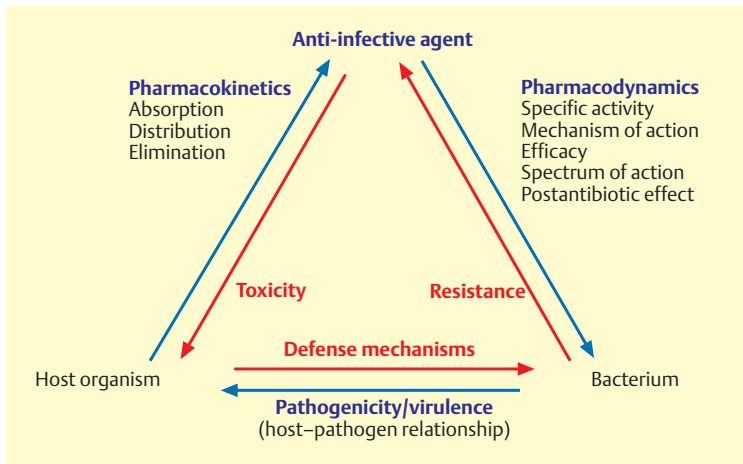 Anti-infective agent
Pharmacokinetics
Absorption
Distribution
Elimination
Pharmacodynamics
Specific activity
Mechanism of action
Efficacy
Spectrum of action
Postantibiotic effect
Toxicity
Resistance
Defense mechanisms
Host organism
Bacterium
Pathogenicity/virulence
(host–pathogen relationship)